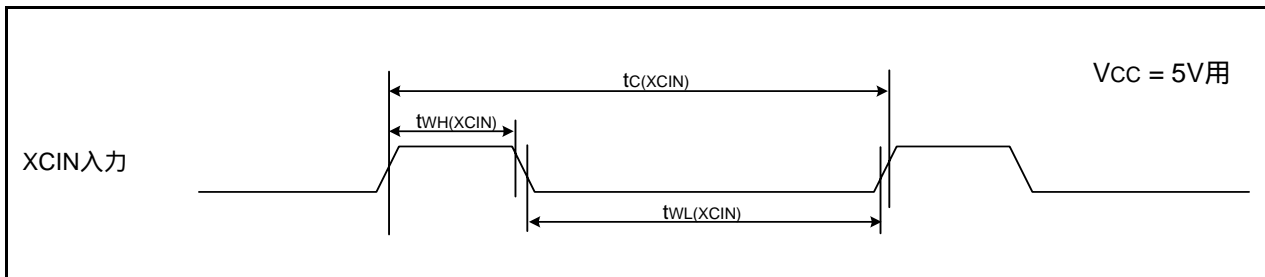 VCC = 5V用
tC(XCIN)
tWH(XCIN)
XCIN入力
tWL(XCIN)